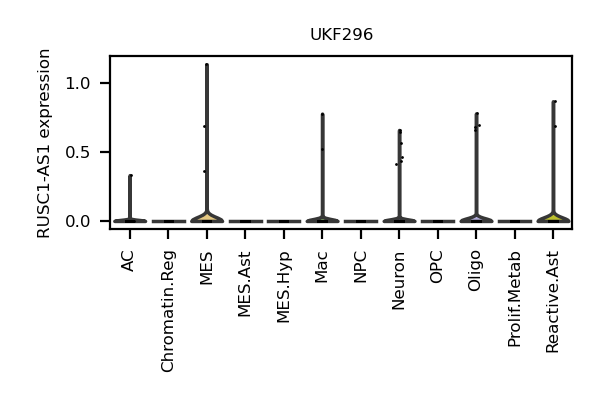 UKF296
RUSC1-AS1 expression
1.0
0.5
0.0
AC
Chromatin.Reg
MES
MES.Ast
MES.Hyp
Mac
NPC
Neuron
OPC
Oligo
Prolif.Metab
Reactive.Ast